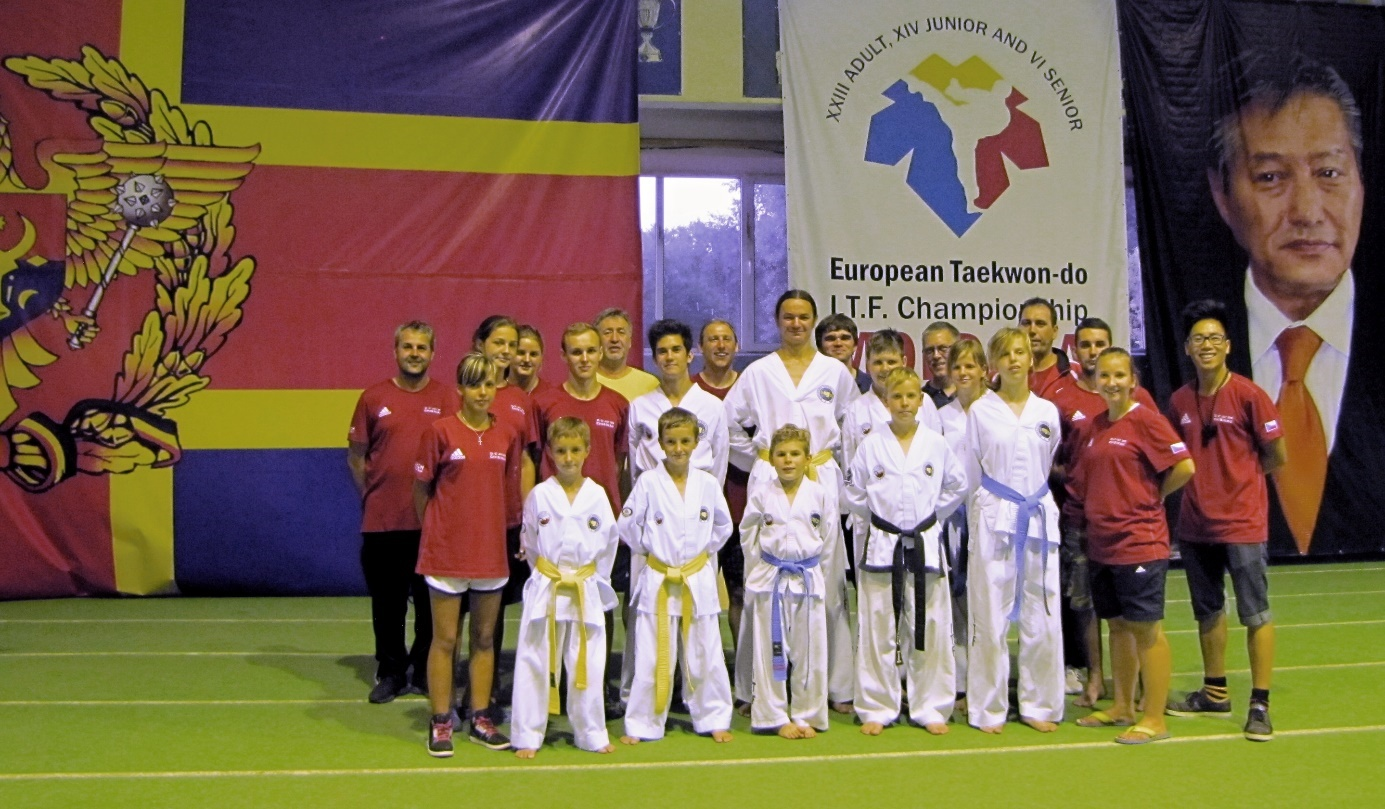 XXIII ADULT, XIV JUNIOR AND VI SENIOR
European Taekwon-do
I.T.F. Championship